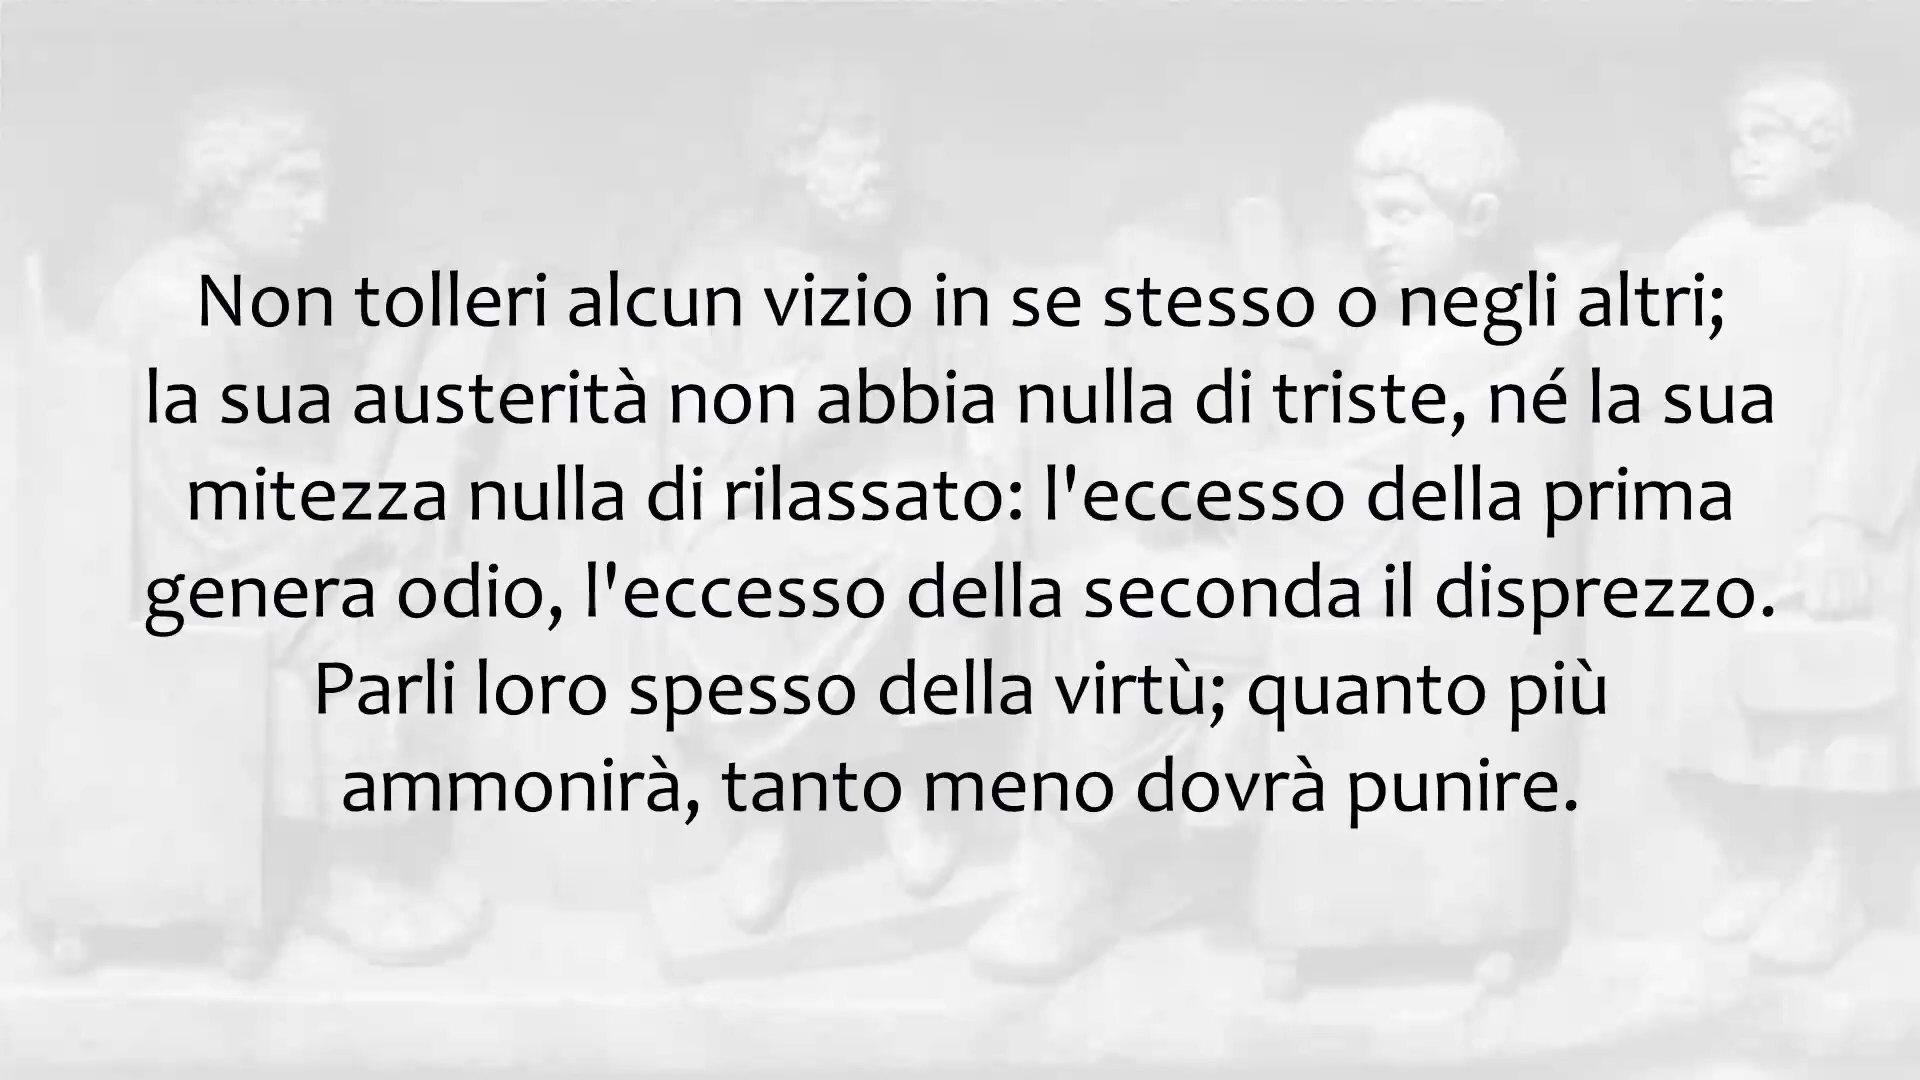 Non tolleri alcun vizio in se stesso o negli altri;
la sua austerità non abbia nulla di triste, né la sua
mitezza nulla di rilassato: l'eccesso della prima
genera odio, l'eccesso della seconda il disprezzo.
Parli loro spesso della virtù; quanto più
ammonirà, tanto meno dovrà punire.